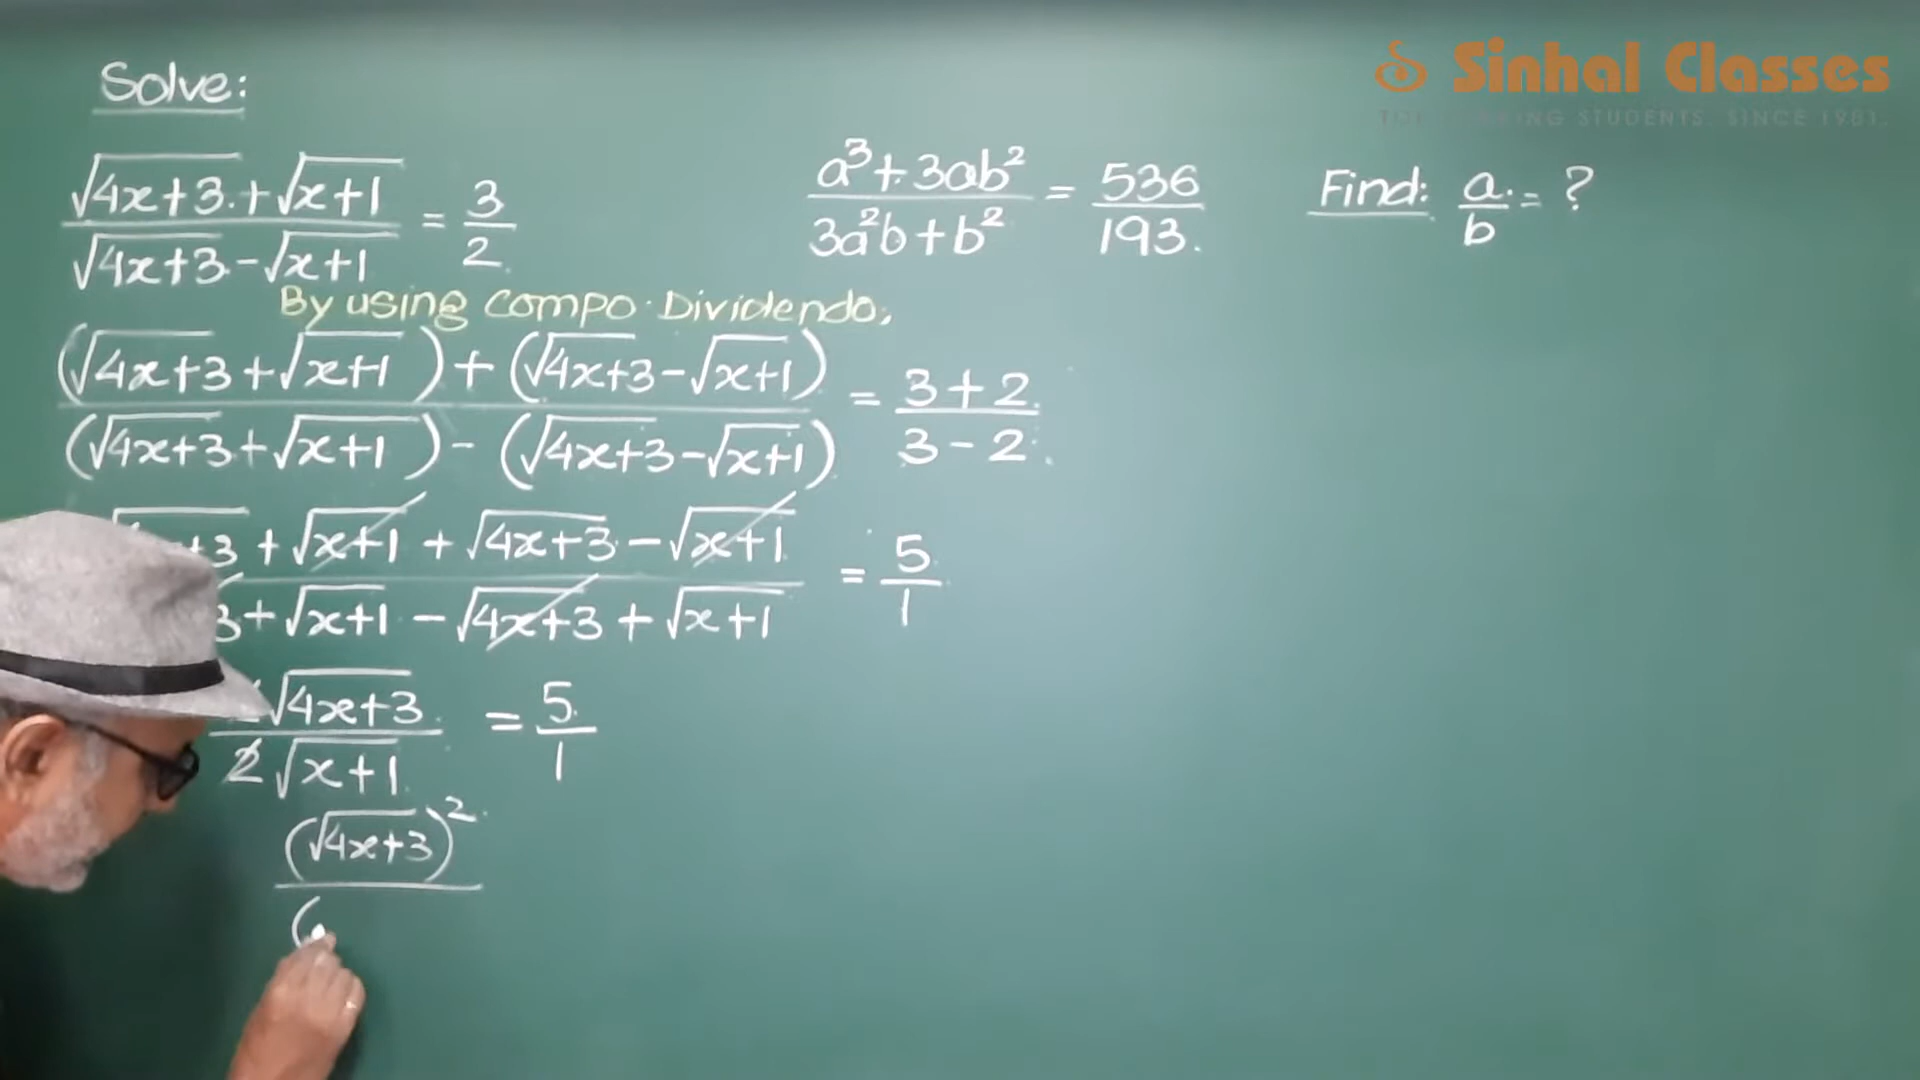 Sinhal Classes
Solve:
(√(4x+3) + √(x+1)) / (√(4x+3) - √(x+1)) = 3/2
(a³ + 3ab²) / (3a²b + b²) = 536/193.
Find: a/b = ?
By using Compo. Dividendo,
((√(4x+3) + √(x+1)) + (√(4x+3) - √(x+1))) / ((√(4x+3) + √(x+1)) - (√(4x+3) - √(x+1))) = (3+2)/(3-2)
+3 + √(x+1) + √(4x+3) - √(x+1) = 5/1
3 + √(x+1) - √(4x+3) + √(x+1)
√(4x+3) / 2√(x+1) = 5/1
(√(4x+3))²
(